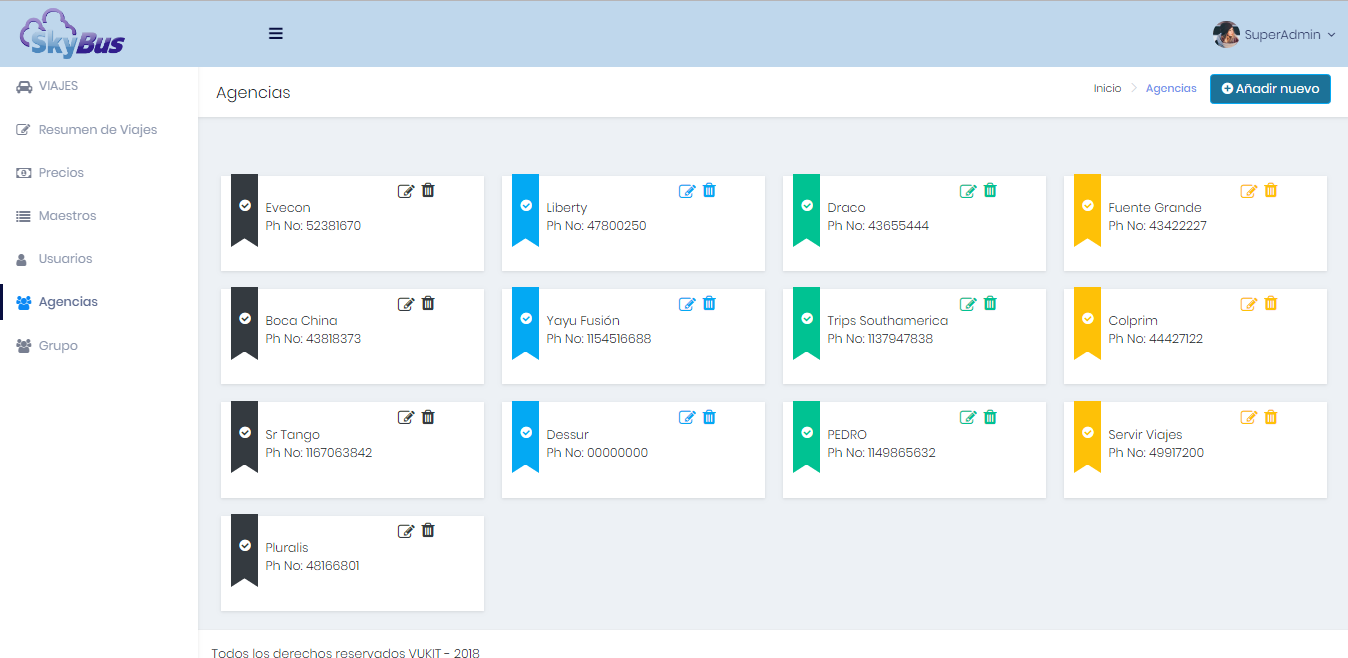 SkyBus
SuperAdmin
VIAJES
Resumen de Viajes
Precios
Maestros
Usuarios
Agencias
Grupo
Agencias
Inicio
Agencias
Añadir nuevo
Evecon
Ph No: 52381670
Liberty
Ph No: 47800250
Draco
Ph No: 43655444
Fuente Grande
Ph No: 43422227
Boca China
Ph No: 43818373
Yayu Fusión
Ph No: 1154516688
Trips Southamerica
Ph No: 1137947838
Colprim
Ph No: 44427122
Sr Tango
Ph No: 1167063842
Dessur
Ph No: 00000000
PEDRO
Ph No: 1149865632
Servir Viajes
Ph No: 49917200
Pluralis
Ph No: 48166801
Todos los derechos reservados VUKIT - 2018